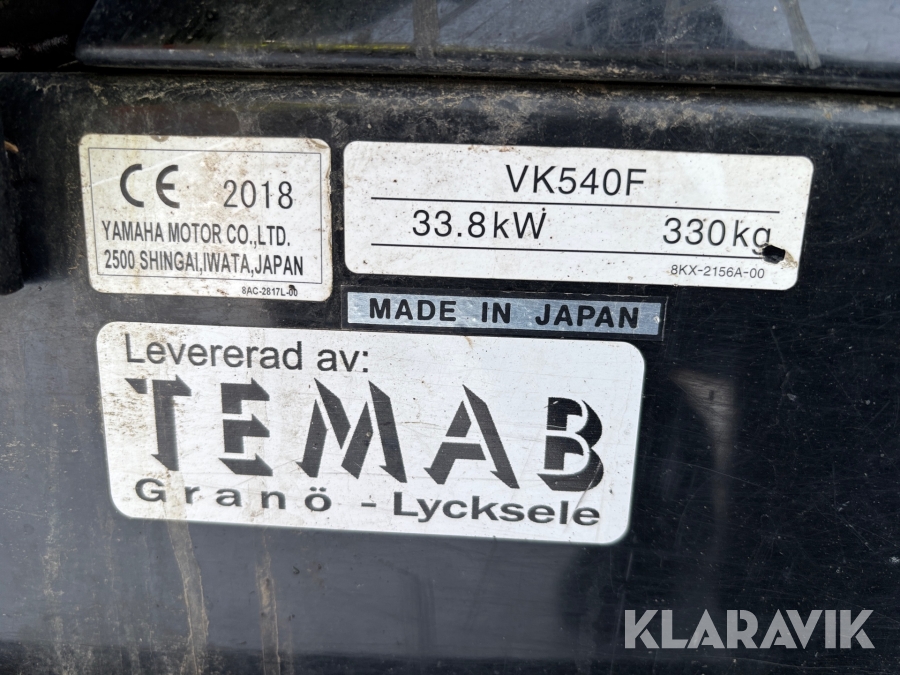 CE 2018
YAMAHA MOTOR CO.,LTD.
2500 SHINGAI,IWATA,JAPAN
8AC-2817L-00
VK540F
33.8kW 330kg
8KX-2156A-00
MADE IN JAPAN
Levererad av:
TEMAB
Granö - Lycksele
KLARAVIK